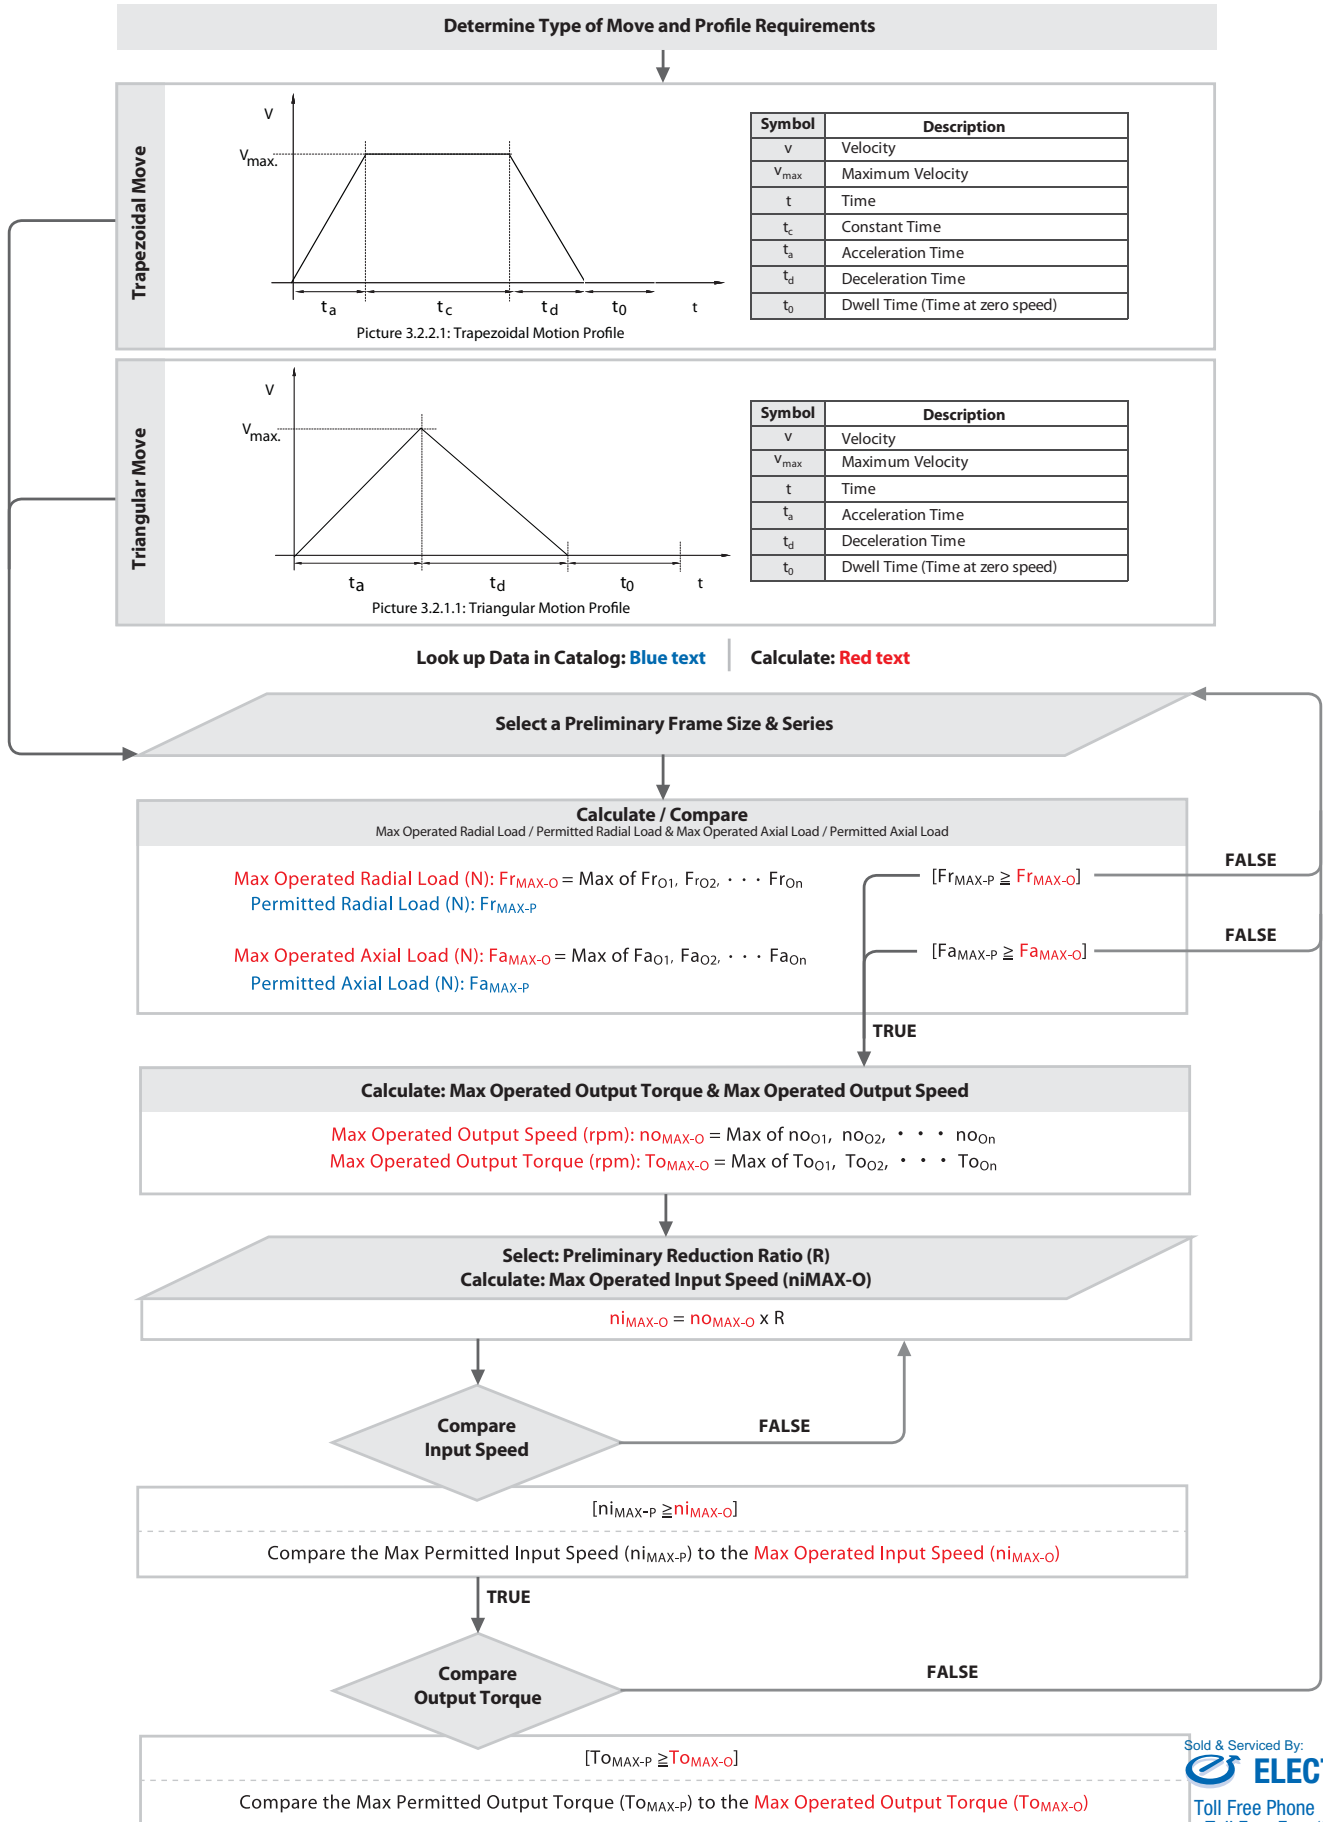 Determine Type of Move and Profile Requirements
Trapezoidal Move
V
Vmax.
ta
tc
td
t0
t
Picture 3.2.2.1: Trapezoidal Motion Profile
Symbol Description
v Velocity
vmax Maximum Velocity
t Time
tc Constant Time
ta Acceleration Time
td Deceleration Time
t0 Dwell Time (Time at zero speed)
Triangular Move
V
Vmax.
ta
td
t0
t
Picture 3.2.1.1: Triangular Motion Profile
Symbol Description
v Velocity
vmax Maximum Velocity
t Time
ta Acceleration Time
td Deceleration Time
t0 Dwell Time (Time at zero speed)
Look up Data in Catalog: Blue text
Calculate: Red text
Select a Preliminary Frame Size & Series
Calculate / Compare
Max Operated Radial Load / Permitted Radial Load & Max Operated Axial Load / Permitted Axial Load
Max Operated Radial Load (N): FrMAX-O = Max of FrO1, FrO2, · · · FrOn
Permitted Radial Load (N): FrMAX-P
[FrMAX-P ≧ FrMAX-O]
FALSE
Max Operated Axial Load (N): FaMAX-O = Max of FaO1, FaO2, · · · FaOn
Permitted Axial Load (N): FaMAX-P
[FaMAX-P ≧ FaMAX-O]
FALSE
TRUE
Calculate: Max Operated Output Torque & Max Operated Output Speed
Max Operated Output Speed (rpm): noMAX-O = Max of noO1, noO2, · · · noOn
Max Operated Output Torque (rpm): ToMAX-O = Max of ToO1, ToO2, · · · ToOn
Select: Preliminary Reduction Ratio (R)
Calculate: Max Operated Input Speed (niMAX-O)
niMAX-O = noMAX-O x R
Compare
Input Speed
FALSE
[niMAX-P ≧niMAX-O]
Compare the Max Permitted Input Speed (niMAX-P) to the Max Operated Input Speed (niMAX-O)
TRUE
Compare
Output Torque
FALSE
[ToMAX-P ≧ToMAX-O]
Compare the Max Permitted Output Torque (ToMAX-P) to the Max Operated Output Torque (ToMAX-O)
Sold & Serviced By:
ELEC
Toll Free Phone